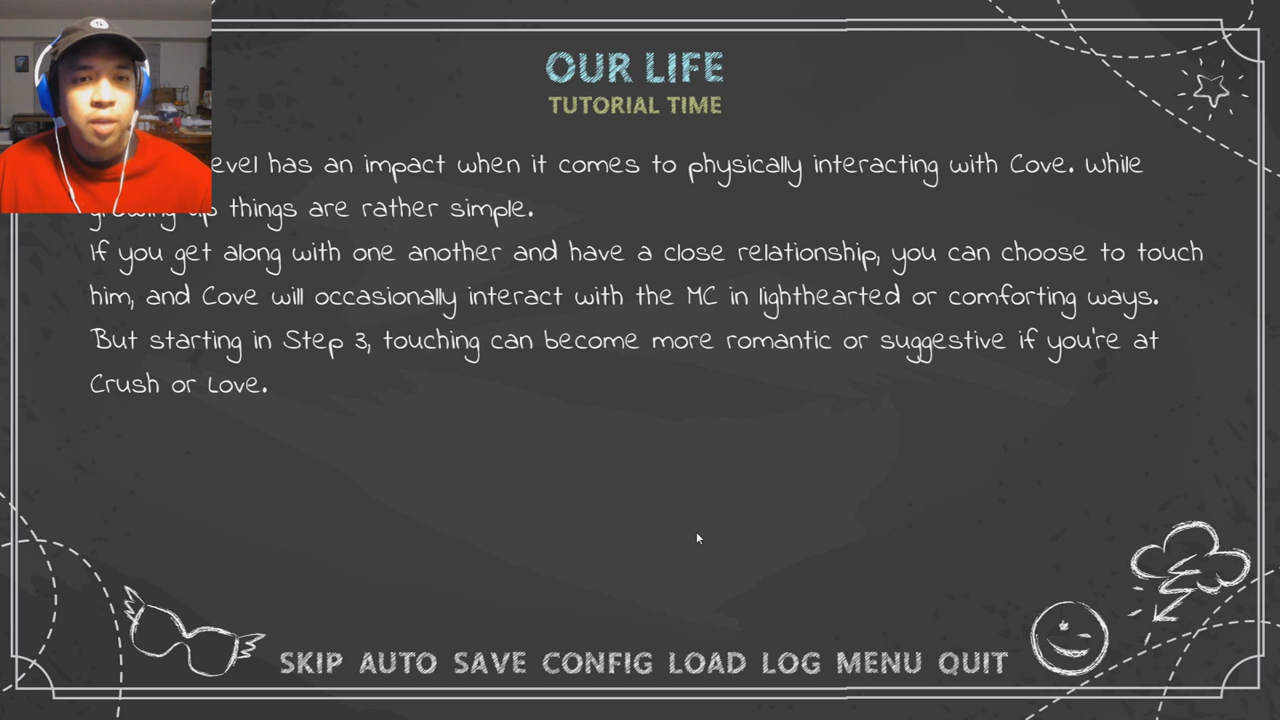 OUR LIFE
TUTORIAL TIME
evel has an impact when it comes to physically interacting with Cove. While
growing up things are rather simple.
If you get along with one another and have a close relationship, you can choose to touch
him, and Cove will occasionally interact with the MC in lighthearted or comforting ways.
But starting in Step 3, touching can become more romantic or suggestive if you're at
Crush or Love.
SKIP AUTO SAVE CONFIG LOAD LOG MENU QUIT